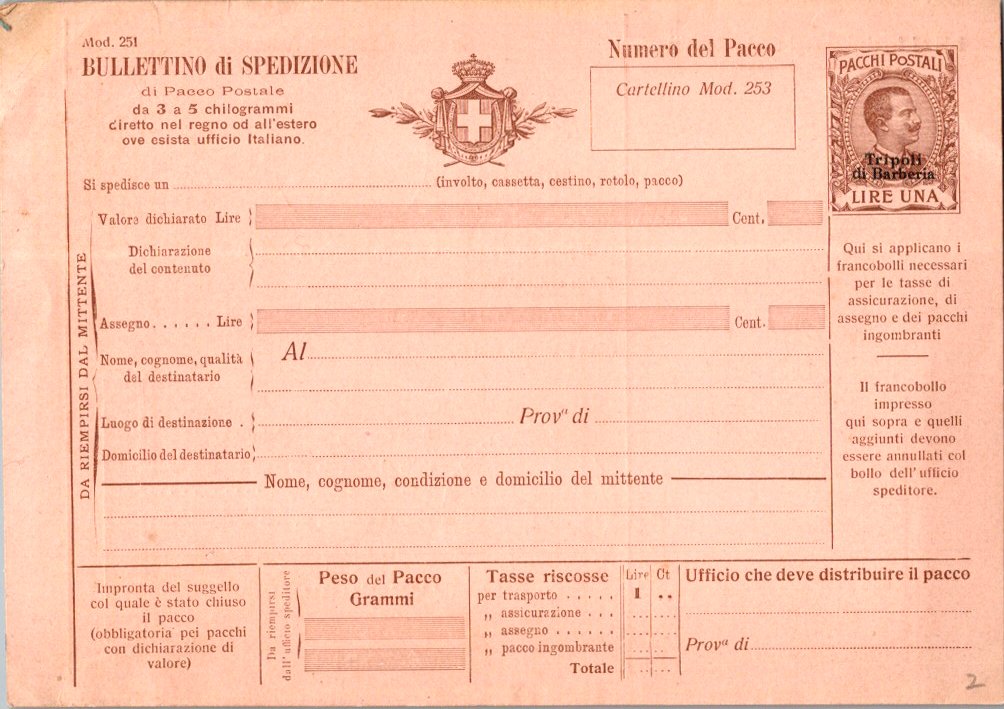 Mod. 251
BULLETTINO di SPEDIZIONE
di Pacco Postale
da 3 a 5 chilogrammi
diretto nel regno od all'estero
ove esista ufficio Italiano.
Numero del Pacco
Cartellino Mod. 253
PACCHI POSTALI
Tripoli
di Barberia
LIRE UNA
Si spedisce un (involto, cassetta, cestino, rotolo, pacco)
DA RIEMPIRSI DAL MITTENTE
Valore dichiarato Lire Cent.
Dichiarazione
del contenuto
Assegno . . . . . . Lire Cent.
Nome, cognome, qualità
del destinatario
Al
Luogo di destinazione . Provª di
Domicilio del destinatario
Nome, cognome, condizione e domicilio del mittente
Qui si applicano i
francobolli necessari
per le tasse di
assicurazione, di
assegno e dei pacchi
ingombranti
Il francobollo
impresso
qui sopra e quelli
aggiunti devono
essere annullati col
bollo dell'ufficio
speditore.
Impronta del suggello
col quale è stato chiuso
il pacco
(obbligatoria pei pacchi
con dichiarazione di
valore)
Da riempirsi
dall'ufficio speditore
Peso del Pacco
Grammi
Tasse riscosse Lire Ct
per trasporto . . . . . 1 ..
„ assicurazione . . .
„ assegno . . . . . .
„ pacco ingombrante
Totale
Ufficio che deve distribuire il pacco
Provª di
2